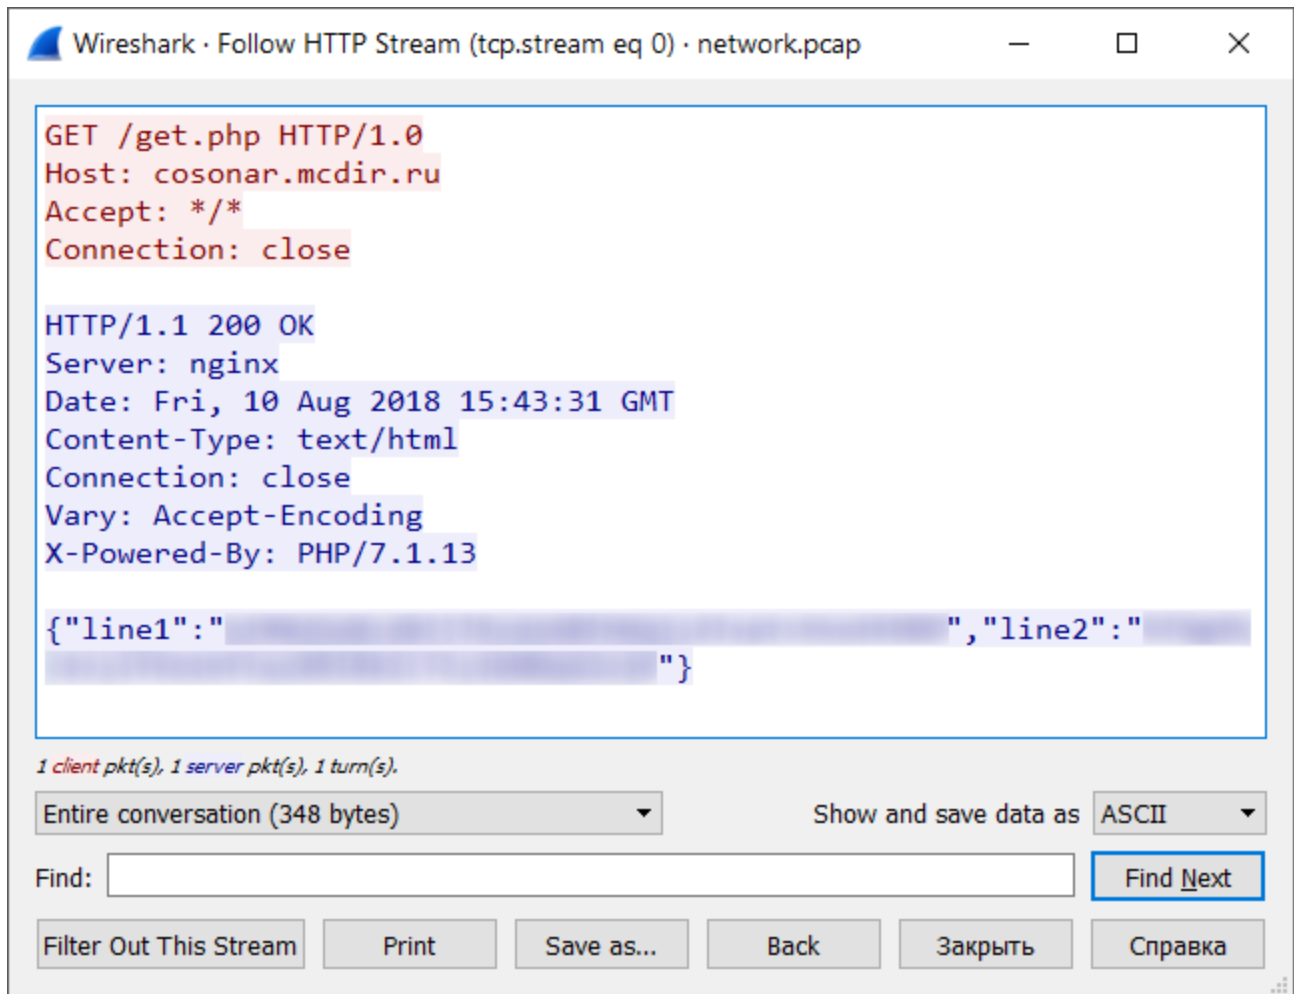 Wireshark · Follow HTTP Stream (tcp.stream eq 0) · network.pcap
GET /get.php HTTP/1.0
Host: cosonar.mcdir.ru
Accept: */*
Connection: close
HTTP/1.1 200 OK
Server: nginx
Date: Fri, 10 Aug 2018 15:43:31 GMT
Content-Type: text/html
Connection: close
Vary: Accept-Encoding
X-Powered-By: PHP/7.1.13
{"line1":" ","line2":"
"}
1 client pkt(s), 1 server pkt(s), 1 turn(s).
Entire conversation (348 bytes) Show and save data as ASCII
Find: Find Next
Filter Out This Stream Print Save as... Back Закрыть Справка